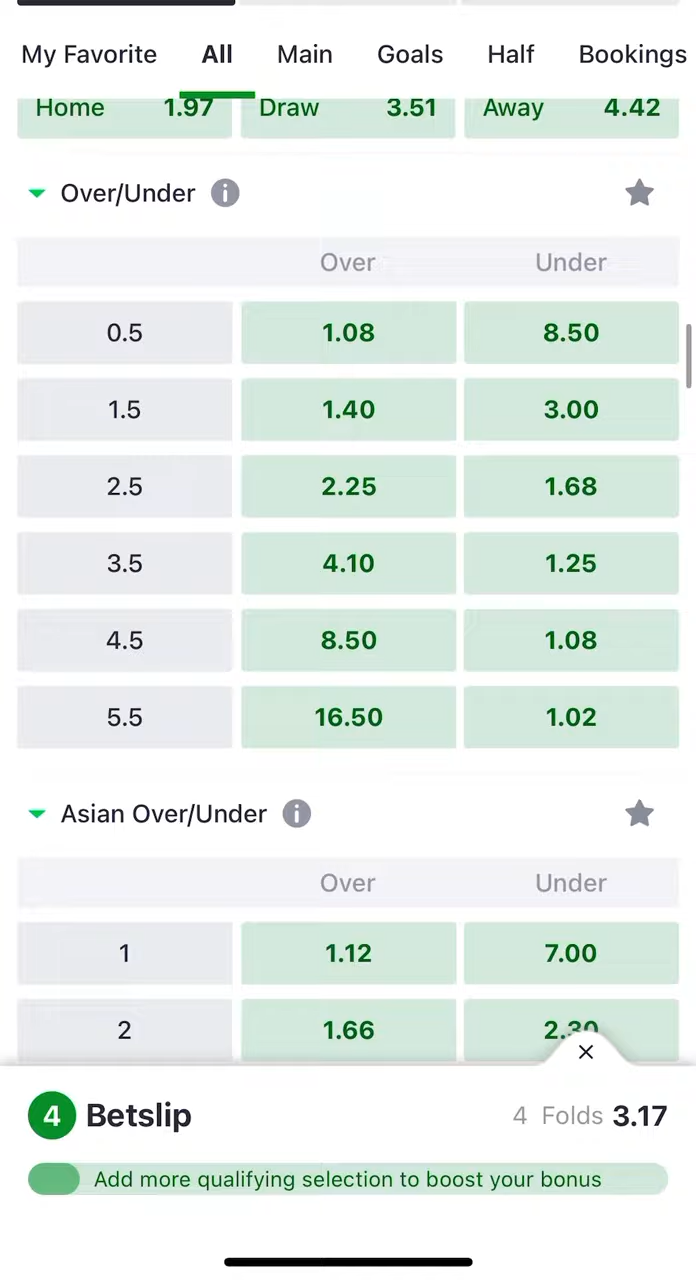 My Favorite All Main Goals Half Bookings
Home 1.97 Draw 3.51 Away 4.42
Over/Under i
Over Under
0.5 1.08 8.50
1.5 1.40 3.00
2.5 2.25 1.68
3.5 4.10 1.25
4.5 8.50 1.08
5.5 16.50 1.02
Asian Over/Under i
Over Under
1 1.12 7.00
2 1.66 2.30
4 Betslip 4 Folds 3.17
Add more qualifying selection to boost your bonus